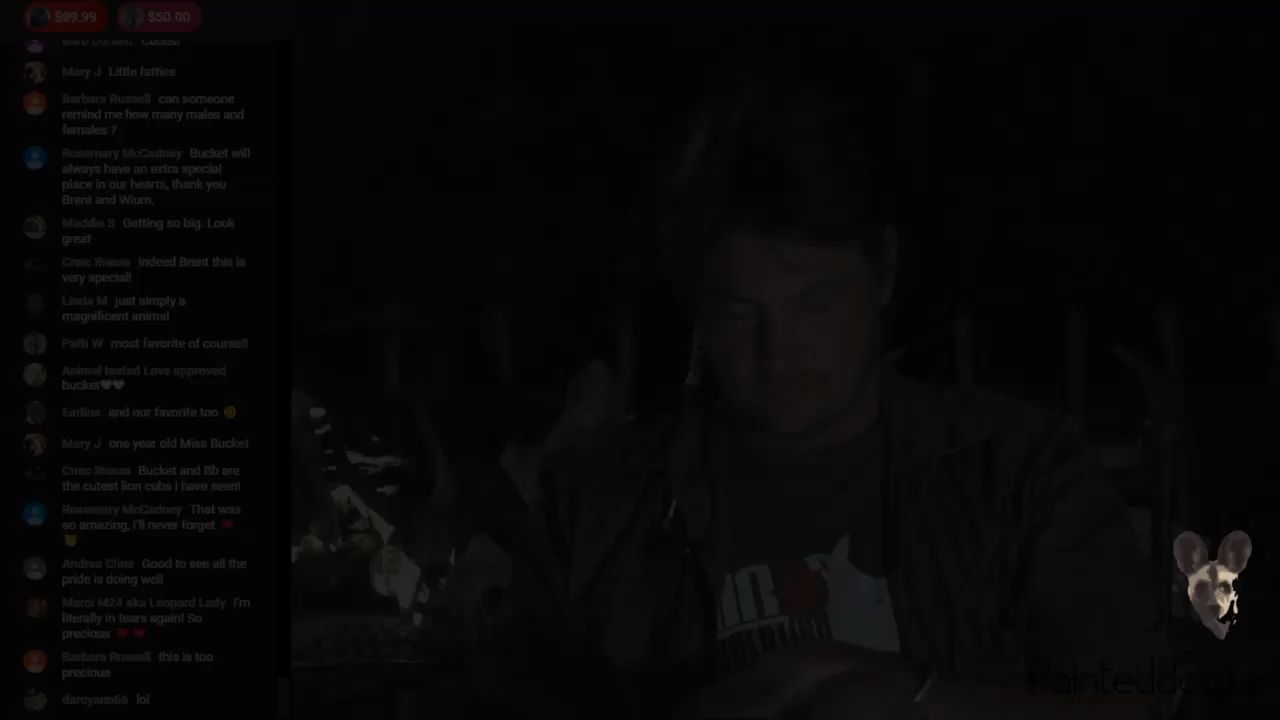 $99.99 $50.00
Mary J Little fatties
Barbara Russell can someone
remind me how many males and
females ?
Rosemary McCadney Bucket will
always have an extra special
place in our hearts, thank you
Brent and Wium.
Maddie S Getting so big. Look
great
Indeed Brent this is
very special!
Linda M just simply a
magnificent animal
Patti W most favorite of course!!
Animal tested Love approved
bucket🤍🤍
Earline and our favorite too
Mary J one year old Miss Bucket
Bucket and Bb are
the cutest lion cubs i have seen!
Rosemary McCadney That was
so amazing, i'll never forget. ❤
Andrea Cline Good to see all the
pride is doing well
Marci M24 aka Leopard Lady I'm
literally in tears again! So
precious ❤ ❤
Barbara Russell this is too
precious
darcyann66 lol